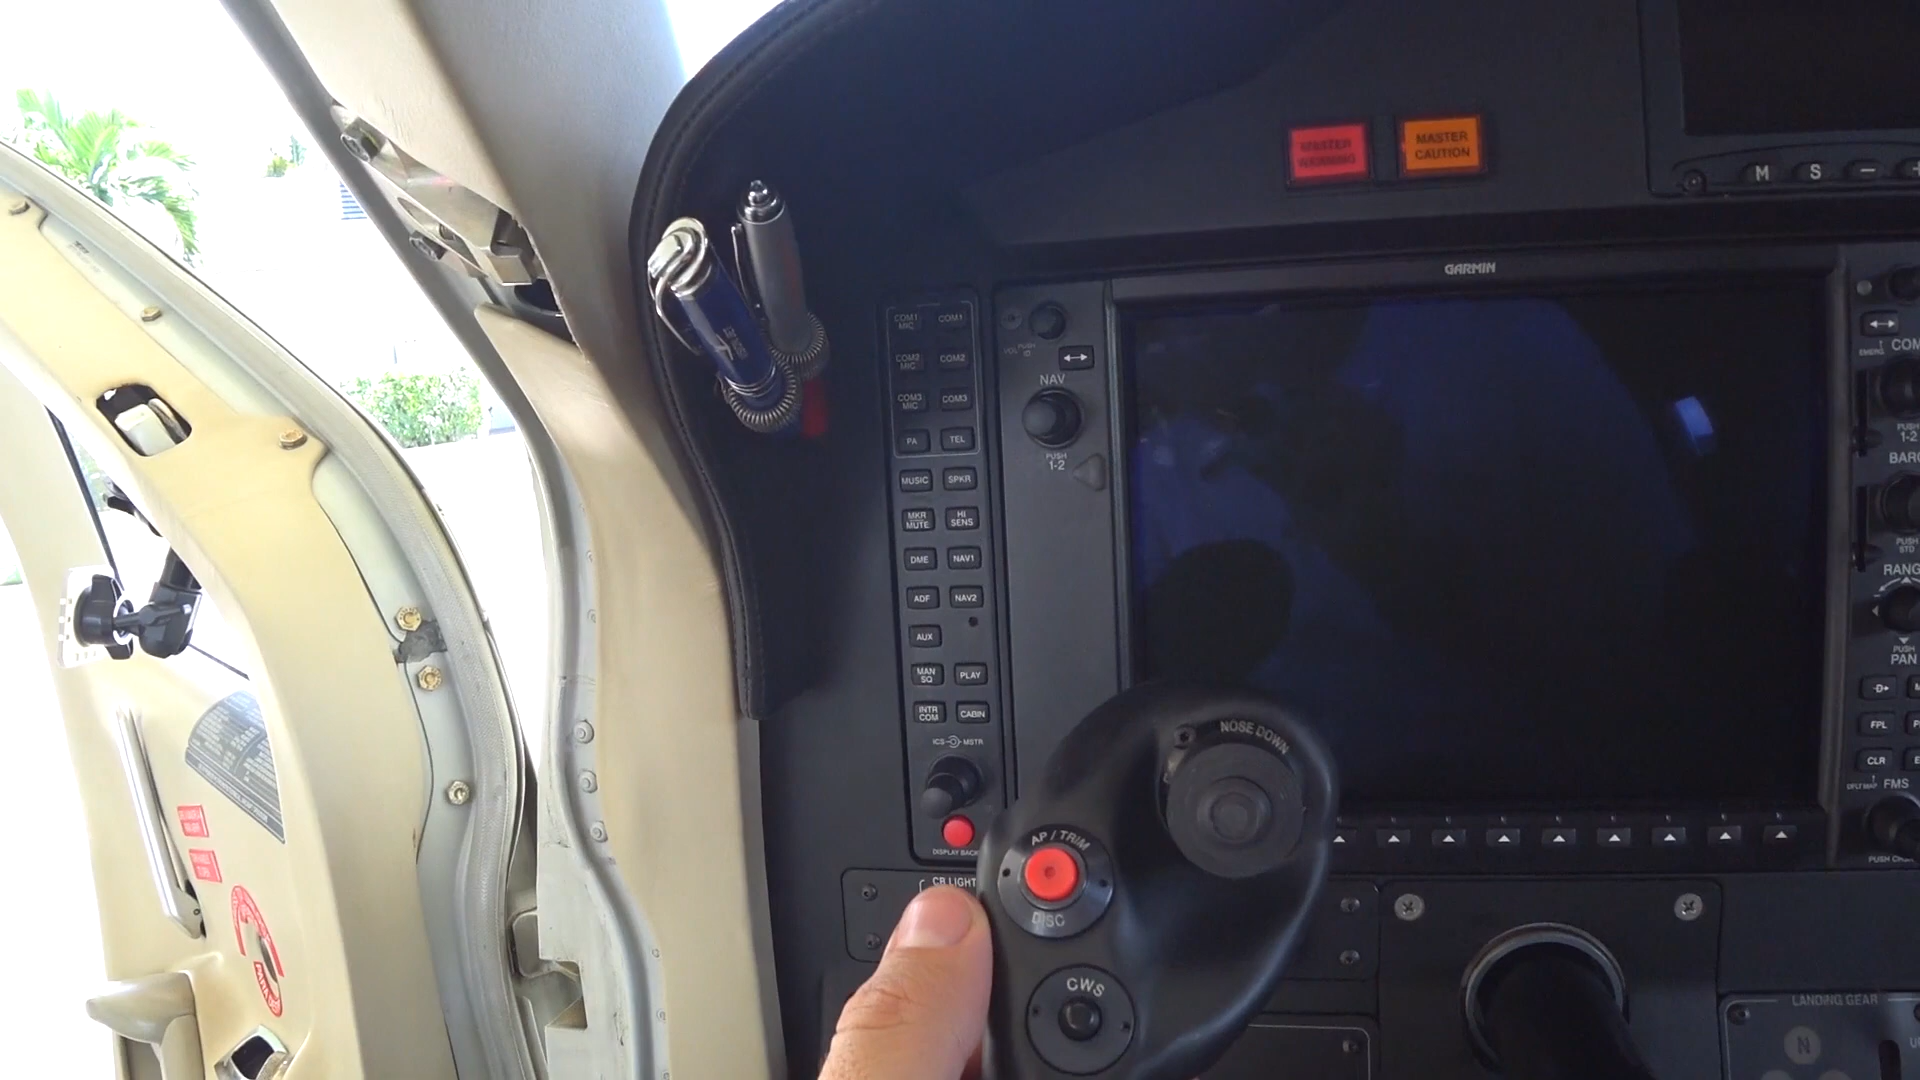 MASTER
WARNING
MASTER
CAUTION
M
S
GARMIN
COM1
MIC
COM1
COM2
MIC
COM2
COM3
MIC
COM3
PA
TEL
MUSIC
SPKR
MKR
MUTE
HI
SENS
DME
NAV1
ADF
NAV2
AUX
MAN
SQ
PLAY
INTR
COM
CABIN
ICS
MSTR
DISPLAY BACK
CB LIGHT
VOL PUSH
ID
NAV
PUSH
1-2
NOSE DOWN
AP / TRIM
DISC
CWS
EMERG
COM
PUSH
1-2
BARO
PUSH
STD
RANG
PUSH
PAN
D
FPL
CLR
DFLT MAP
FMS
PUSH CRSR
LANDING GEAR
N